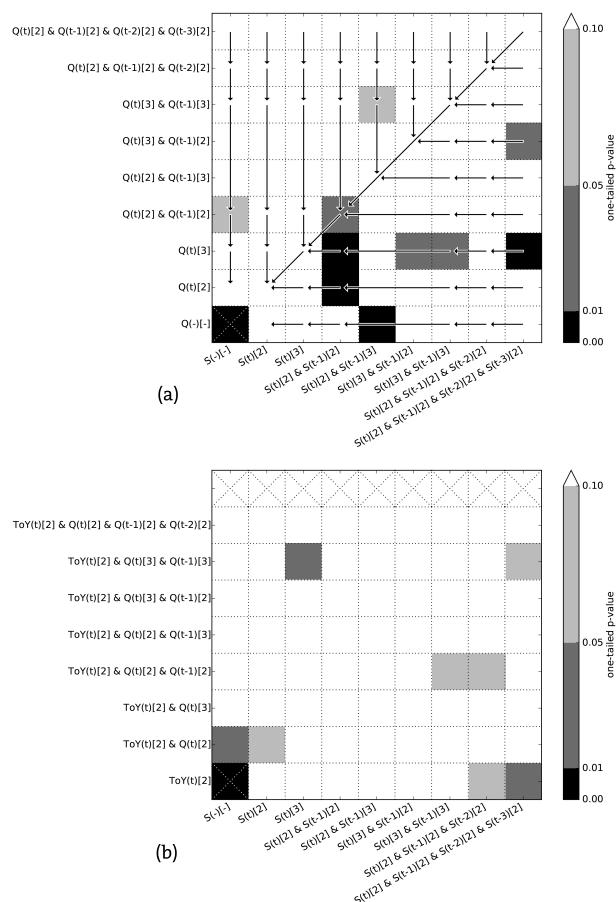 Q(t)[2] & Q(t-1)[2] & Q(t-2)[2] & Q(t-3)[2]
Q(t)[2] & Q(t-1)[2] & Q(t-2)[2]
Q(t)[3] & Q(t-1)[3]
Q(t)[3] & Q(t-1)[2]
Q(t)[2] & Q(t-1)[3]
Q(t)[2] & Q(t-1)[2]
Q(t)[3]
Q(t)[2]
Q(-)[-]
S(-)[-]
S(t)[2]
S(t)[3]
S(t)[2] & S(t-1)[2]
S(t)[2] & S(t-1)[3]
S(t)[3] & S(t-1)[2]
S(t)[3] & S(t-1)[3]
S(t)[2] & S(t-1)[2] & S(t-2)[2]
S(t)[2] & S(t-1)[2] & S(t-2)[2] & S(t-3)[2]
0.10
0.05
0.01
0.00
one-tailed p-value
(a)
ToY(t)[2] & Q(t)[2] & Q(t-1)[2] & Q(t-2)[2]
ToY(t)[2] & Q(t)[3] & Q(t-1)[3]
ToY(t)[2] & Q(t)[3] & Q(t-1)[2]
ToY(t)[2] & Q(t)[2] & Q(t-1)[3]
ToY(t)[2] & Q(t)[2] & Q(t-1)[2]
ToY(t)[2] & Q(t)[3]
ToY(t)[2] & Q(t)[2]
ToY(t)[2]
S(-)[-]
S(t)[2]
S(t)[3]
S(t)[2] & S(t-1)[2]
S(t)[2] & S(t-1)[3]
S(t)[3] & S(t-1)[2]
S(t)[3] & S(t-1)[3]
S(t)[2] & S(t-1)[2] & S(t-2)[2]
S(t)[2] & S(t-1)[2] & S(t-2)[2] & S(t-3)[2]
0.10
0.05
0.01
0.00
one-tailed p-value
(b)